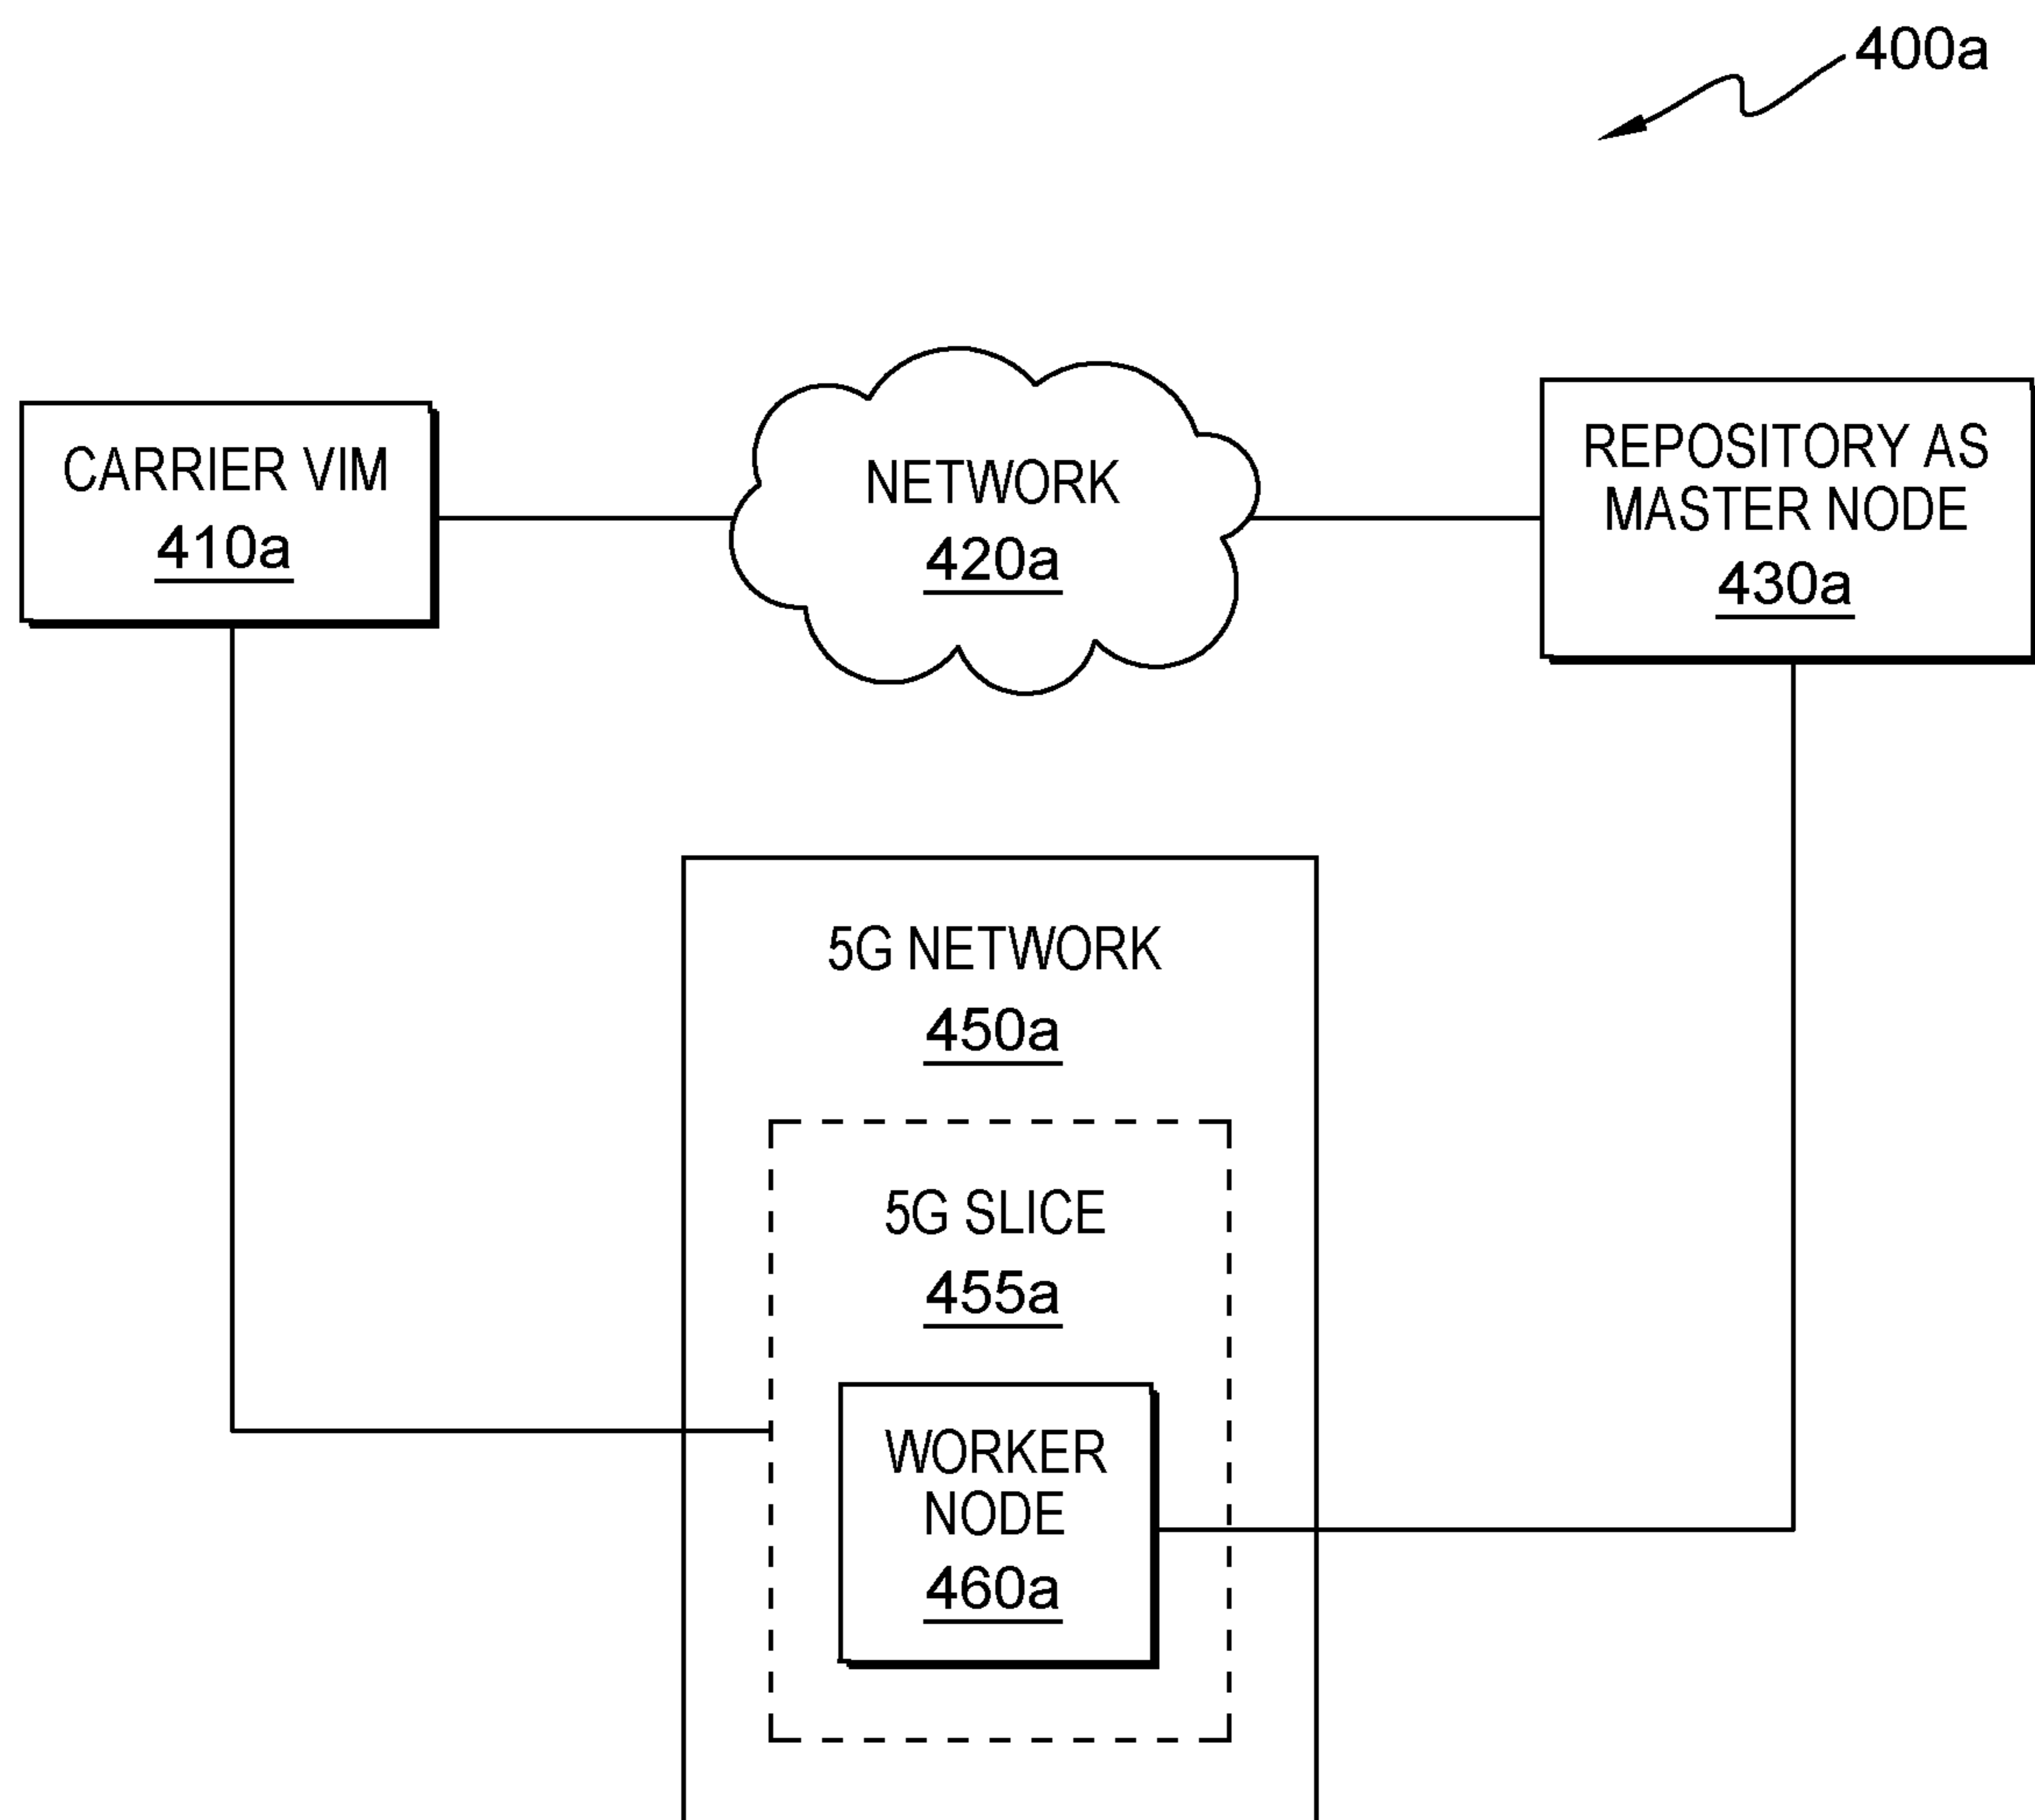 400a
CARRIER VIM
410a
NETWORK
420a
REPOSITORY AS
MASTER NODE
430a
5G NETWORK
450a
5G SLICE
455a
WORKER
NODE
460a